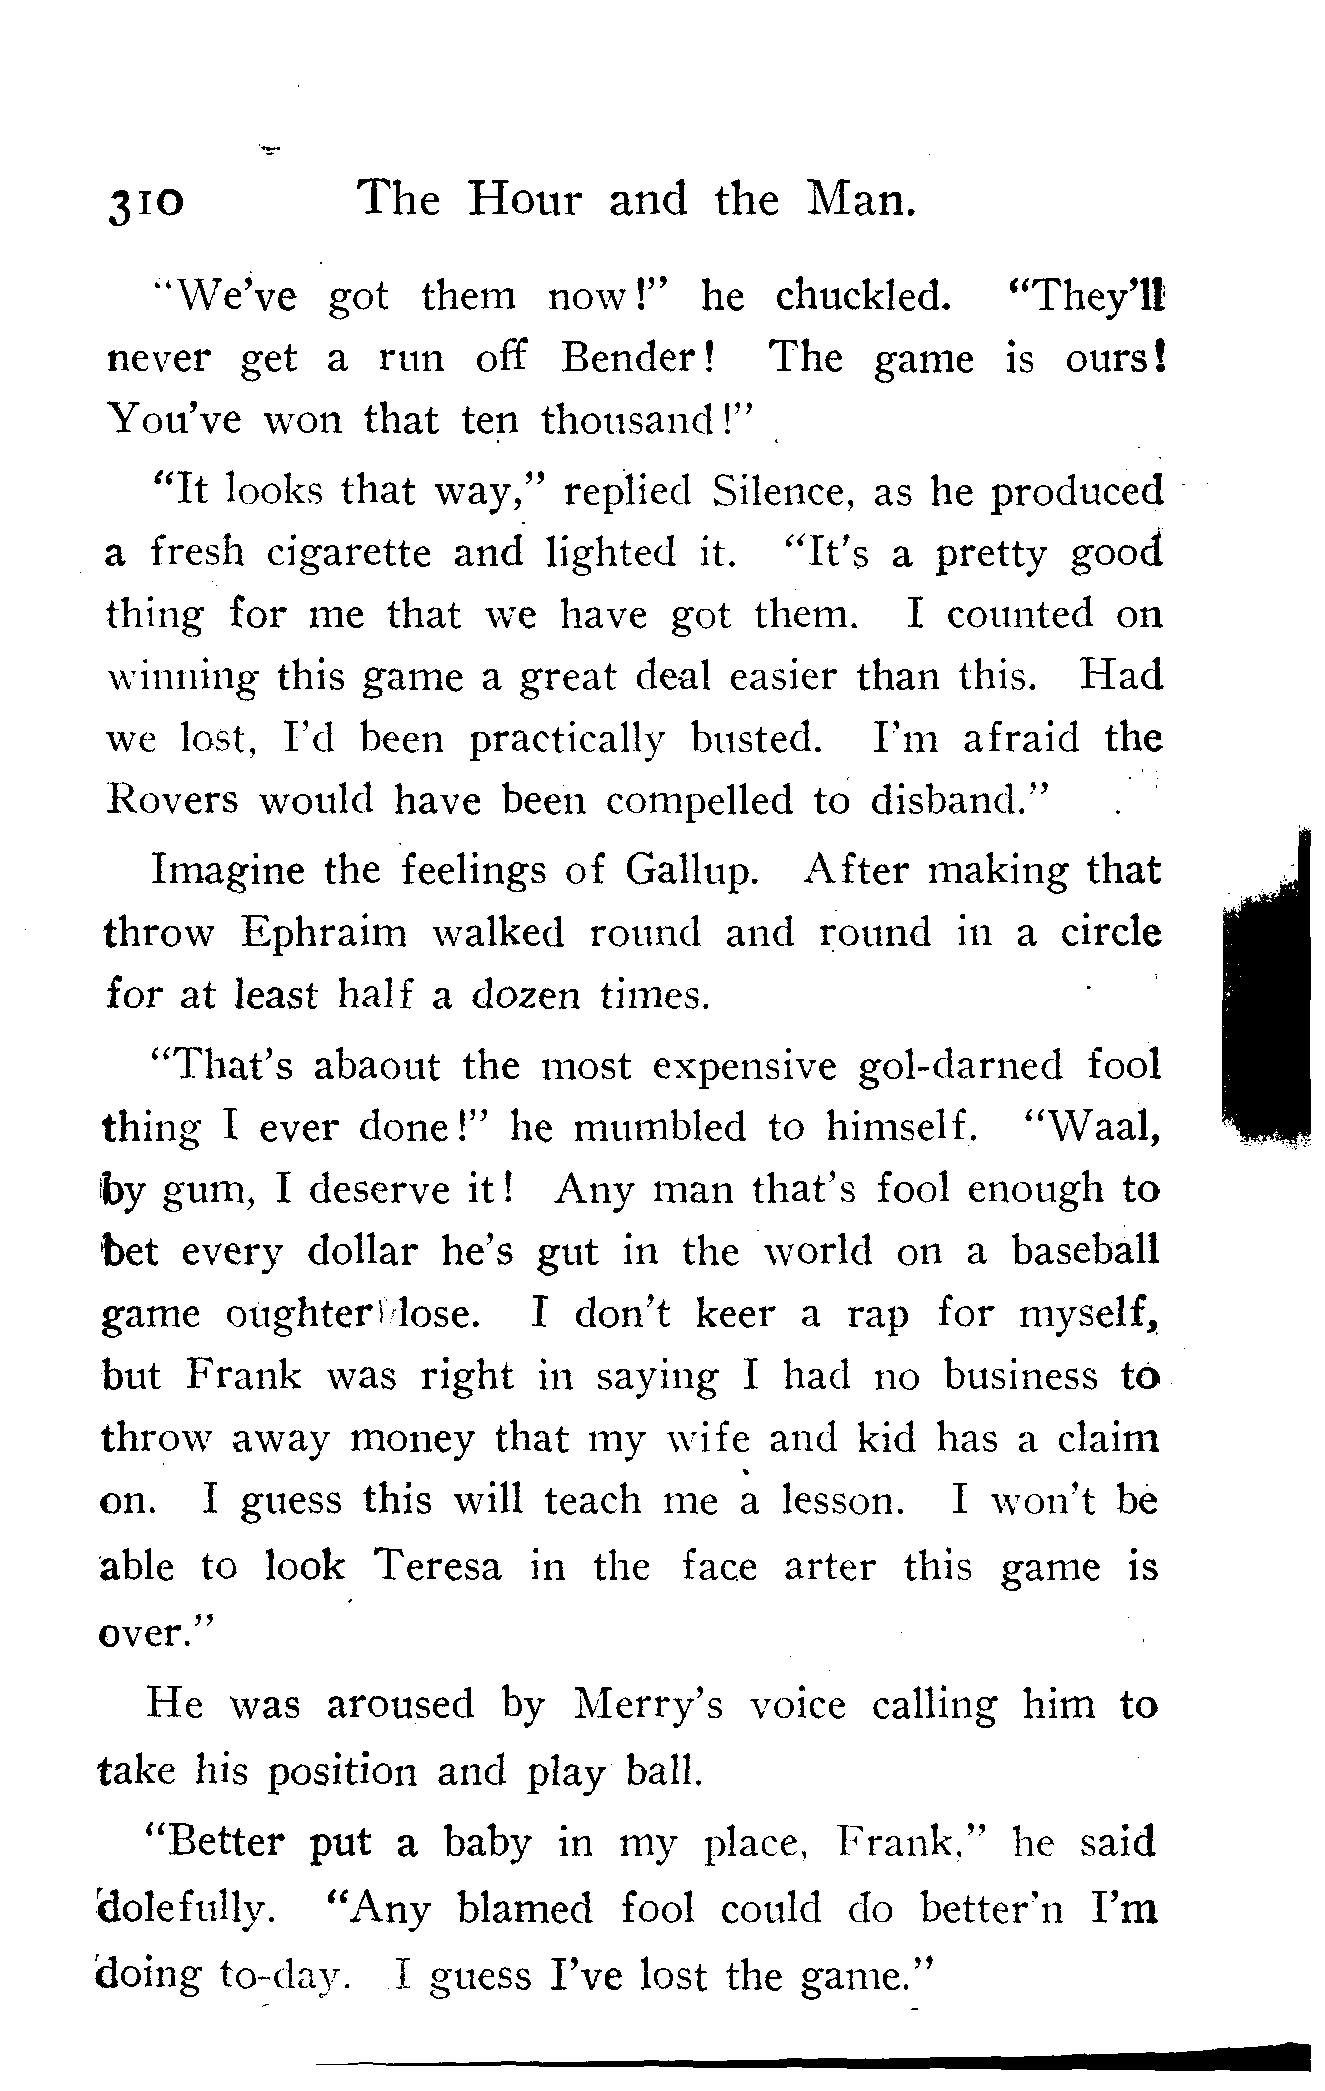 310 The Hour and the Man.
"We've got them now!" he chuckled. "They'll
never get a run off Bender! The game is ours!
You've won that ten thousand!"
"It looks that way," replied Silence, as he produced
a fresh cigarette and lighted it. "It's a pretty good
thing for me that we have got them. I counted on
winning this game a great deal easier than this. Had
we lost, I'd been practically busted. I'm afraid the
Rovers would have been compelled to disband."
Imagine the feelings of Gallup. After making that
throw Ephraim walked round and round in a circle
for at least half a dozen times.
"That's abaout the most expensive gol-darned fool
thing I ever done!" he mumbled to himself. "Waal,
by gum, I deserve it! Any man that's fool enough to
bet every dollar he's gut in the world on a baseball
game oughter lose. I don't keer a rap for myself,
but Frank was right in saying I had no business to
throw away money that my wife and kid has a claim
on. I guess this will teach me a lesson. I won't be
able to look Teresa in the face arter this game is
over."
He was aroused by Merry's voice calling him to
take his position and play ball.
"Better put a baby in my place, Frank," he said
dolefully. "Any blamed fool could do better'n I'm
doing to-day. I guess I've lost the game."